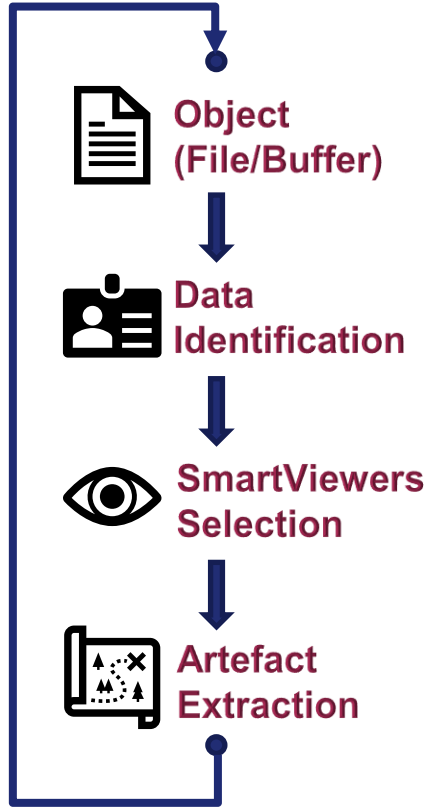 Object
(File/Buffer)
Data
Identification
SmartViewers
Selection
Artefact
Extraction